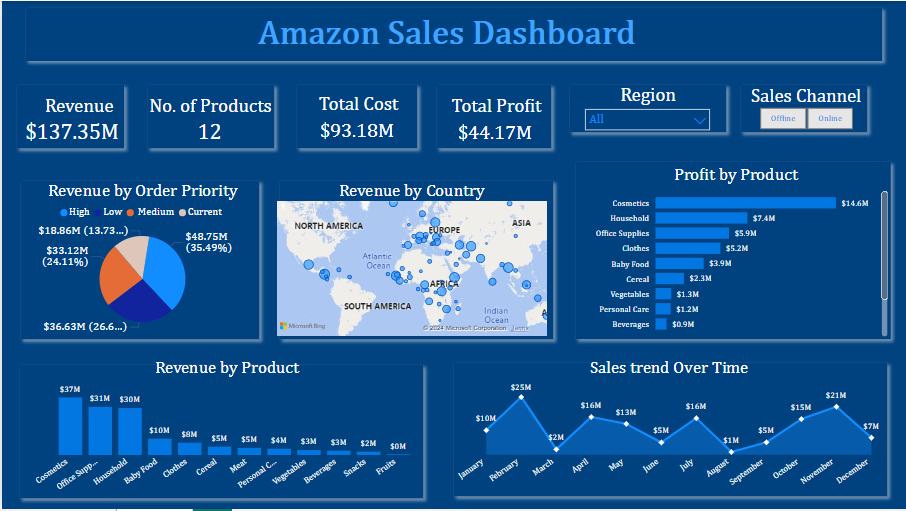 Amazon Sales Dashboard
Revenue
$137.35M
No. of Products
12
Total Cost
$93.18M
Total Profit
$44.17M
Region
All
Sales Channel
Offline Online
Revenue by Order Priority
High Low Medium Current
$18.86M (13.73...
$48.75M
(35.49%)
$33.12M
(24.11%)
$36.63M (26.6...)
Revenue by Country
NORTH AMERICA
EUROPE
ASIA
Atlantic
Ocean
AFRICA
SOUTH AMERICA
Indian
Ocean
A
Microsoft Bing
© 2024 Microsoft Corporation Terms
Profit by Product
Cosmetics $14.6M
Household $7.4M
Office Supplies $5.9M
Clothes $5.2M
Baby Food $3.9M
Cereal $2.3M
Vegetables $1.3M
Personal Care $1.2M
Beverages $0.9M
Revenue by Product
$37M $31M $30M $10M $8M $5M $5M $4M $3M $3M $2M $0M
Cosmetics Office Supp... Household Baby Food Clothes Cereal Meat Personal C... Vegetables Beverages Snacks Fruits
Sales trend Over Time
$10M $25M $2M $16M $13M $5M $16M $1M $5M $15M $21M $7M
January February March April May June July August September October November December